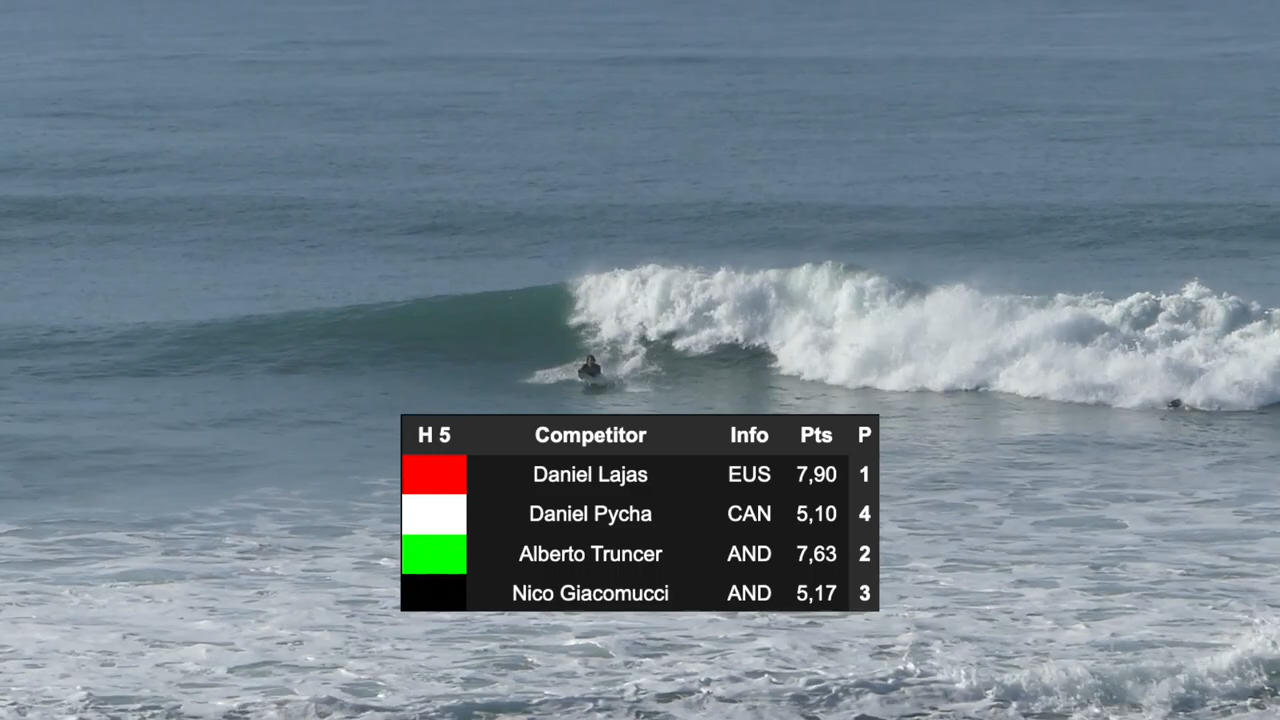 H 5 Competitor Info Pts P
Daniel Lajas EUS 7,90 1
Daniel Pycha CAN 5,10 4
Alberto Truncer AND 7,63 2
Nico Giacomucci AND 5,17 3